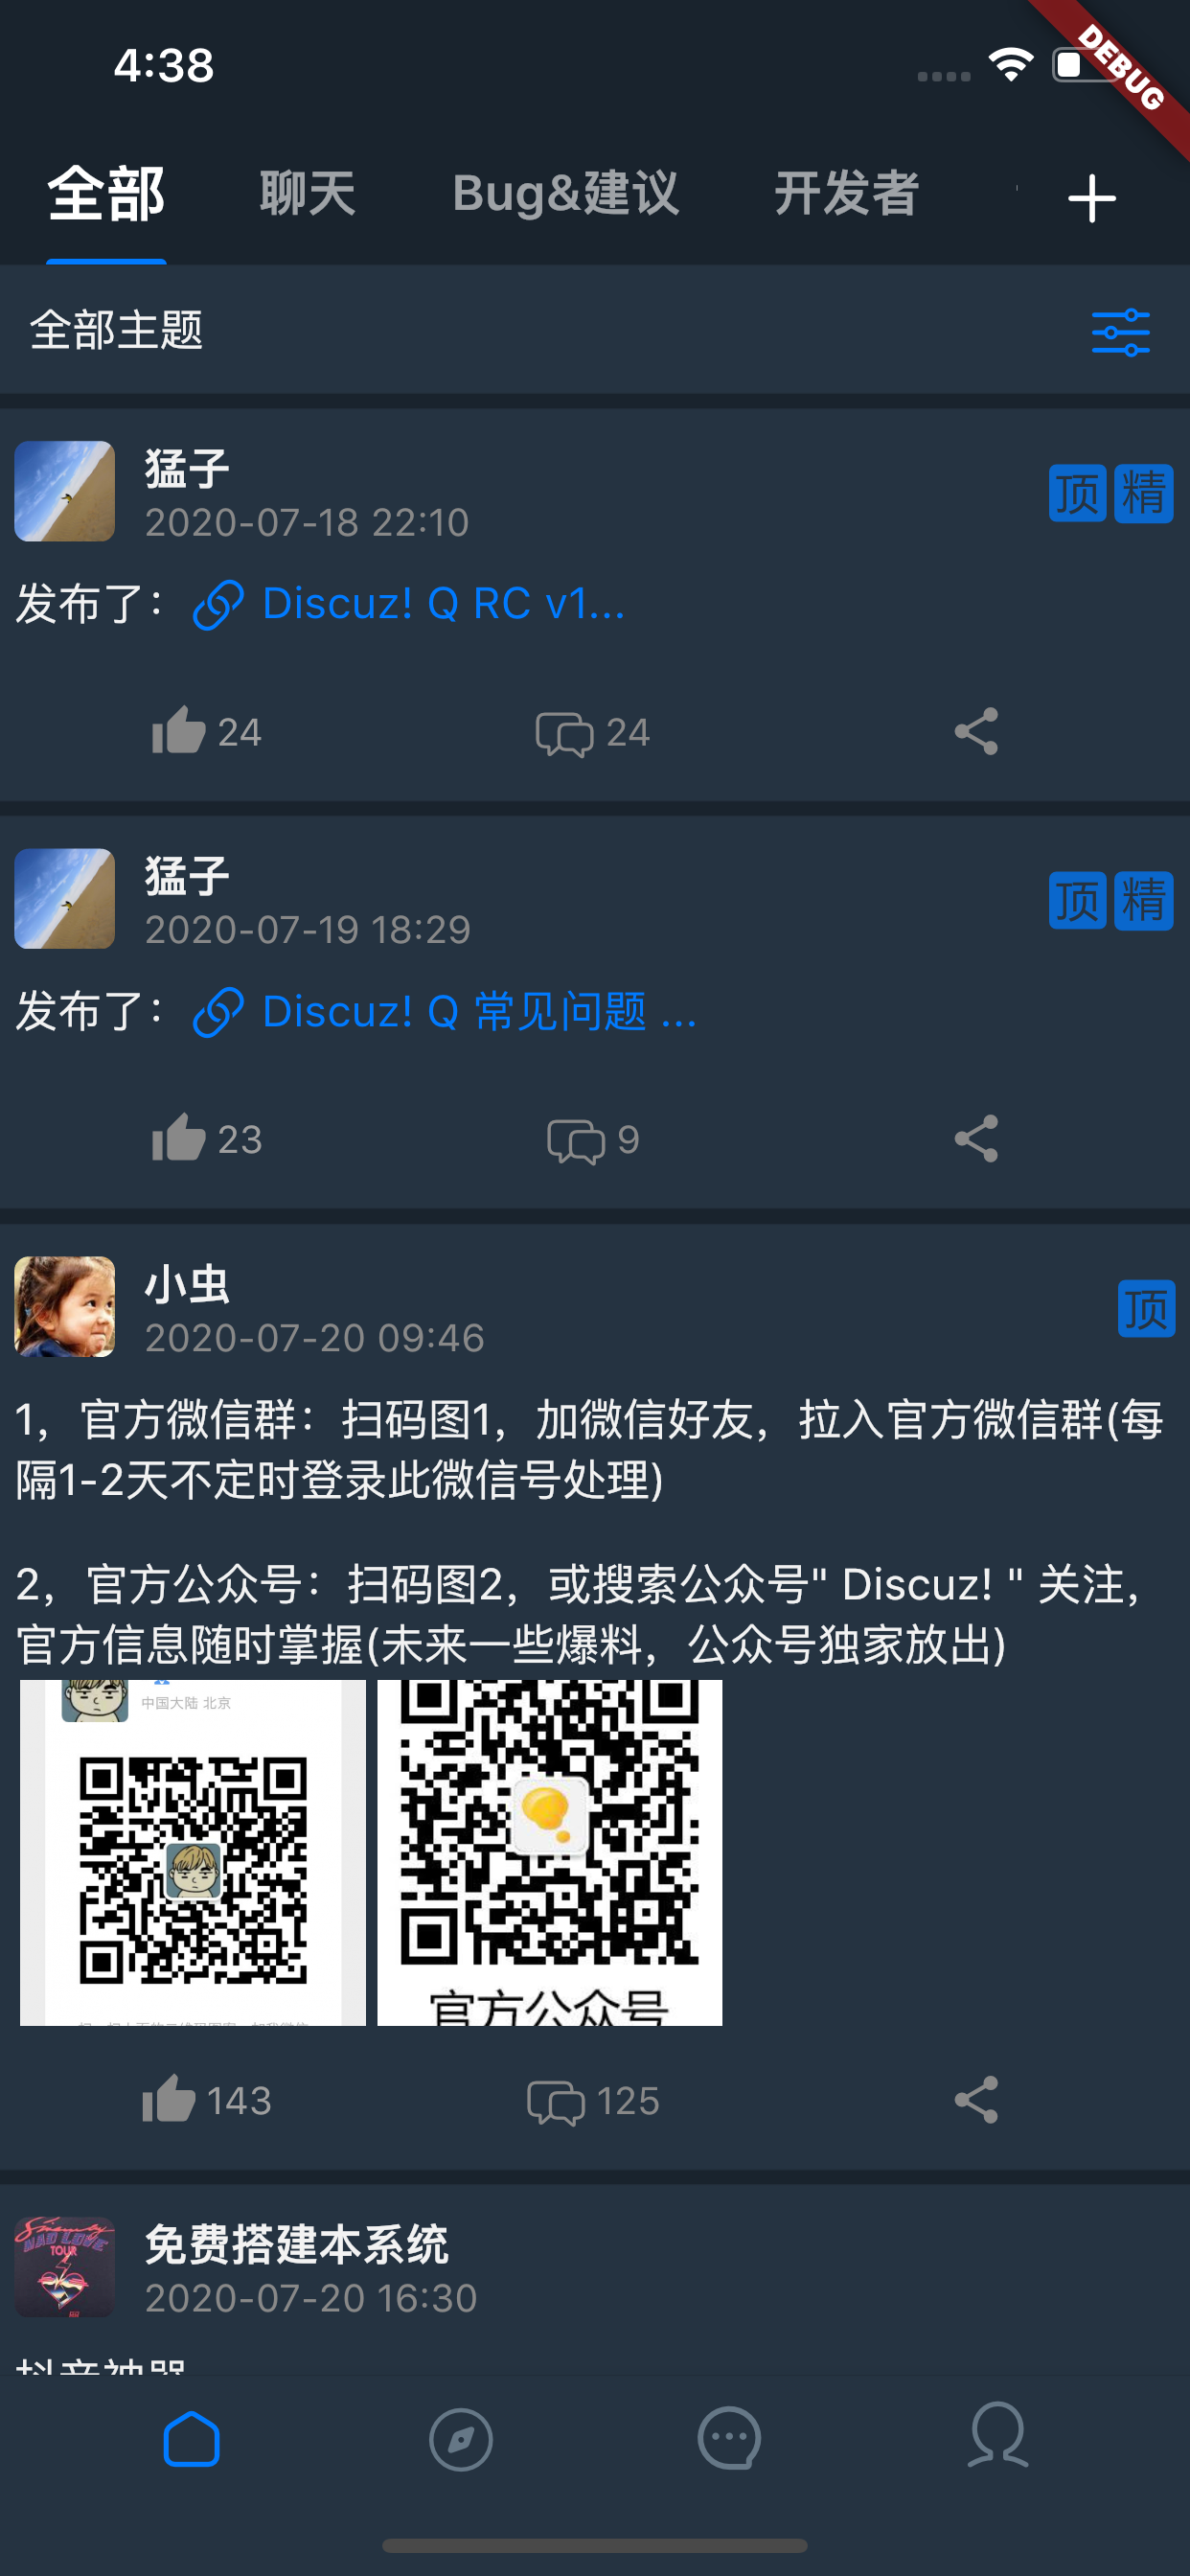 4:38
DEBUG
全部 聊天 Bug&建议 开发者
全部主题
猛子
2020-07-18 22:10
顶 精
发布了： Discuz! Q RC v1...
24 24
猛子
2020-07-19 18:29
顶 精
发布了： Discuz! Q 常见问题 ...
23 9
小虫
2020-07-20 09:46
顶
1，官方微信群：扫码图1，加微信好友，拉入官方微信群(每
隔1-2天不定时登录此微信号处理)
2，官方公众号：扫码图2，或搜索公众号" Discuz! " 关注，
官方信息随时掌握(未来一些爆料，公众号独家放出)
中国大陆 北京
官方公众号
143 125
TOUR
免费搭建本系统
2020-07-20 16:30
抖音神器